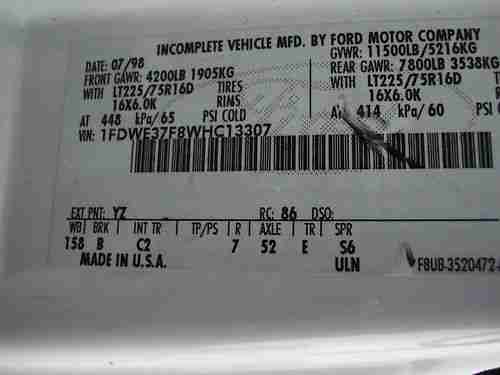 INCOMPLETE VEHICLE MFD. BY FORD MOTOR COMPANY
DATE: 07/98 GVWR: 11500LB/5216KG
FRONT GAWR: 4200LB 1905KG REAR GAWR: 7800LB 3538KG
WITH LT225/75R16D TIRES WITH LT225/75R16D
16X6.0K RIMS 16X6.0K
AT 448 kPa/65 PSI COLD AT 414 kPa/60 PSI
VIN: 1FDWE37F8WHC13307
EXT PNT: YZ RC: 86 DSO:
WB BRK INT TR TP/PS R AXLE TR SPR
158 B C2 7 52 E S6
MADE IN U.S.A. ULN F8UB-3520472-